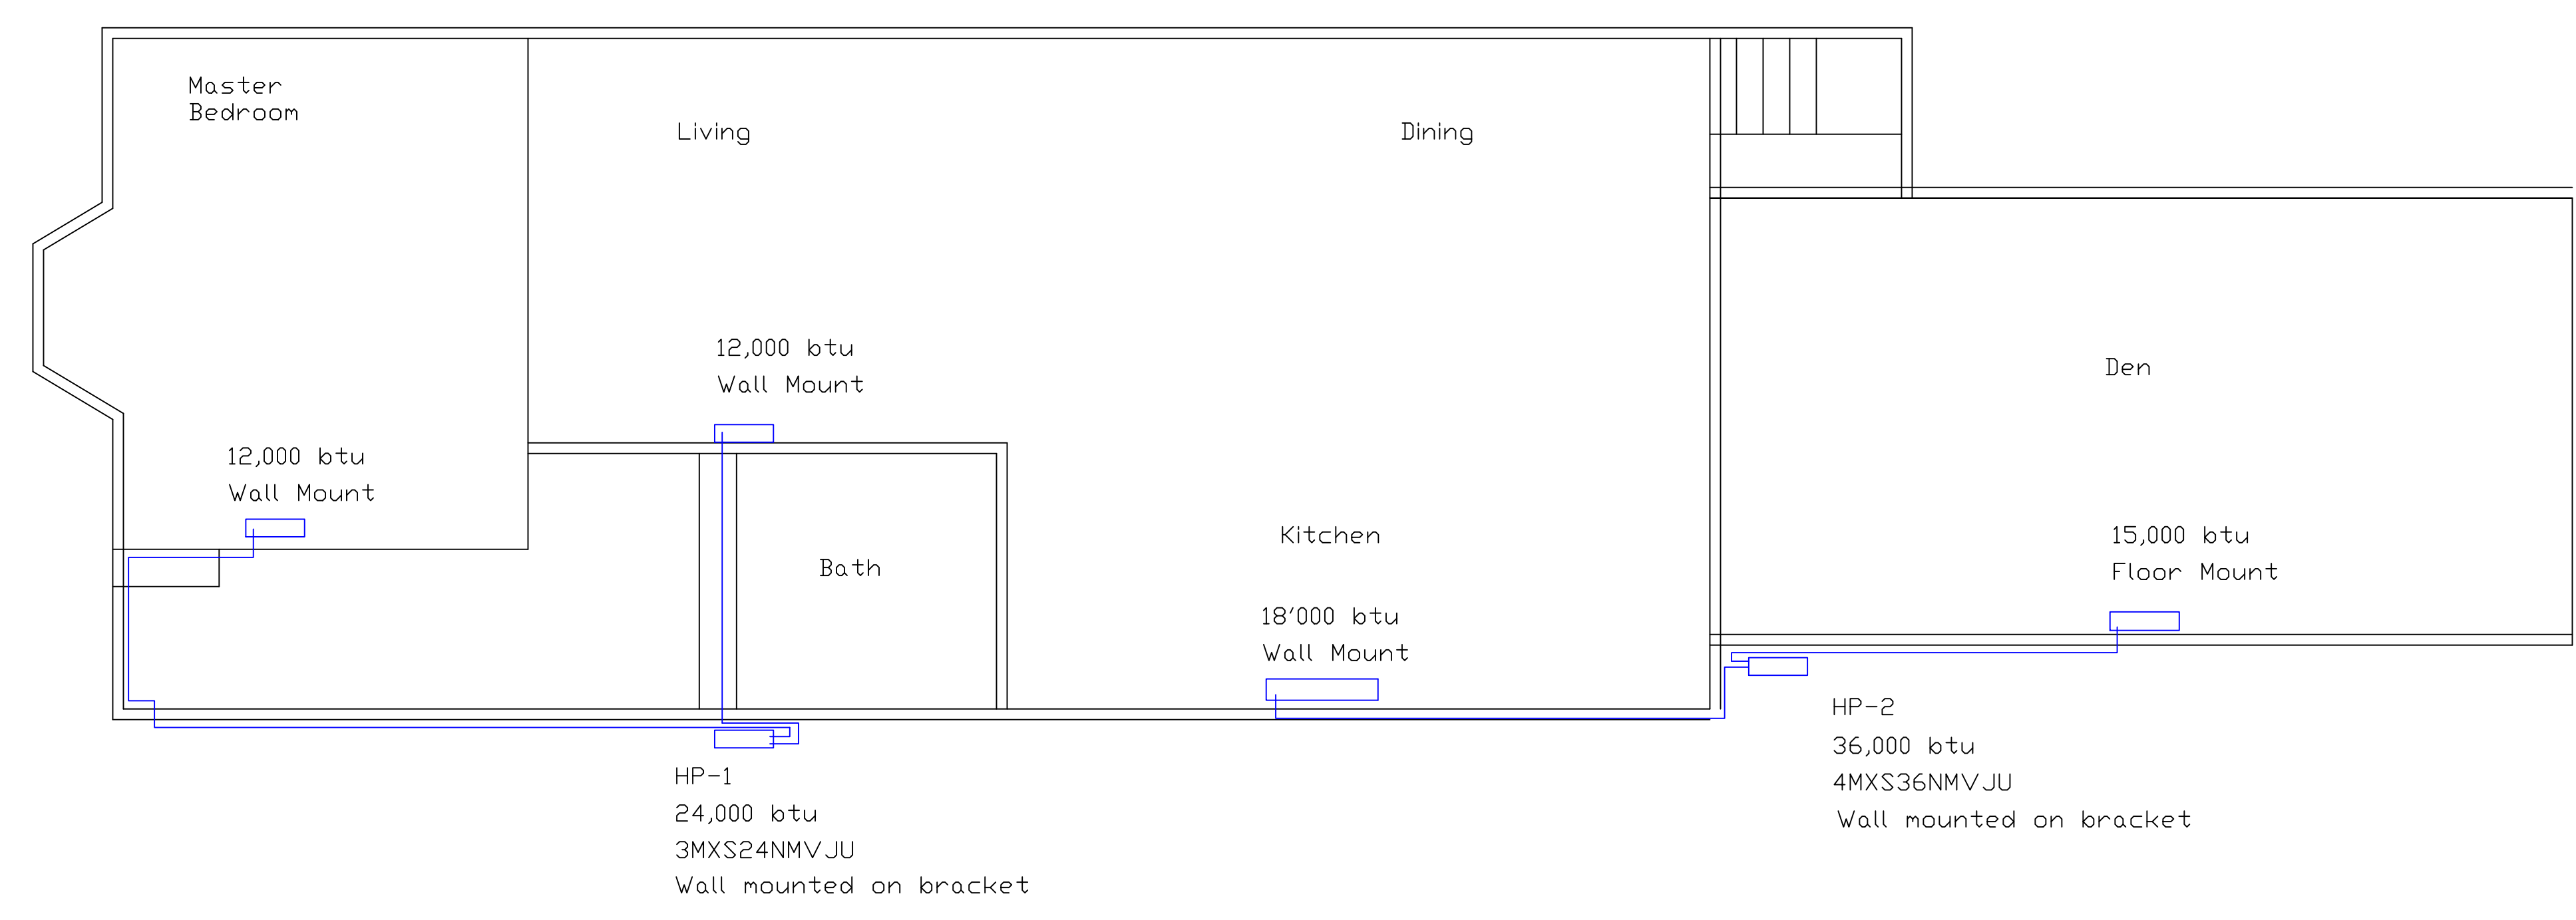 Master
Bedroom
Living
Dining
12,000 btu
Wall Mount
Den
12,000 btu
Wall Mount
Kitchen
15,000 btu
Floor Mount
Bath
18'000 btu
Wall Mount
HP-1
24,000 btu
3MXS24NMVJU
Wall mounted on bracket
HP-2
36,000 btu
4MXS36NMVJU
Wall mounted on bracket